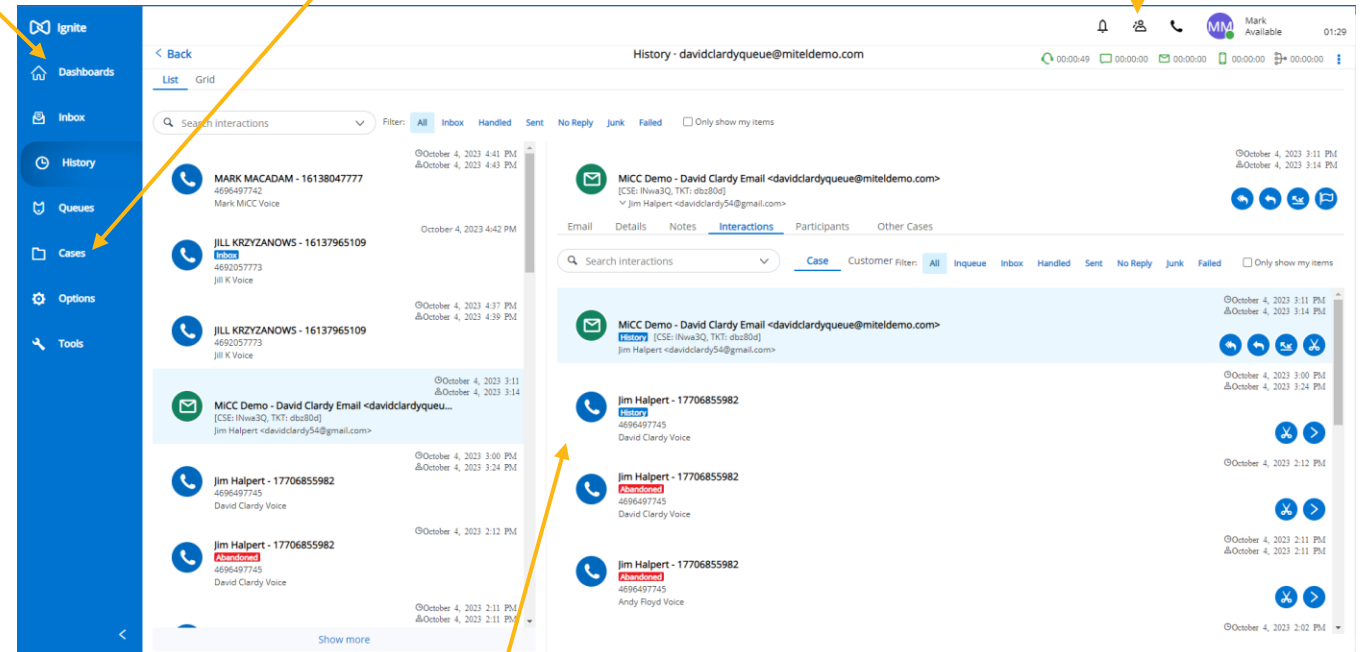 Ignite
Mark
Available
01:29
MM
Dashboards
Inbox
History
Queues
Cases
Options
Tools
< Back
History - davidclardyqueue@miteldemo.com
00:00:49 00:00:00 00:00:00 00:00:00 00:00:00
List Grid
Search interactions
Filter: All Inbox Handled Sent No Reply Junk Failed Only show my items
October 4, 2023 4:41 PM
October 4, 2023 4:43 PM
MARK MACADAM - 16138047777
4696497742
Mark MiCC Voice
October 4, 2023 4:42 PM
JILL KRZYZANOWS - 16137965109
Inbox
4692057773
Jill K Voice
October 4, 2023 4:37 PM
October 4, 2023 4:39 PM
JILL KRZYZANOWS - 16137965109
4692057773
Jill K Voice
October 4, 2023 3:11
October 4, 2023 3:14
MiCC Demo - David Clardy Email <davidclardyqueu...
[CSE: INwa3Q, TKT: dbz80d]
Jim Halpert <davidclardy54@gmail.com>
October 4, 2023 3:00 PM
October 4, 2023 3:24 PM
Jim Halpert - 17706855982
4696497745
David Clardy Voice
October 4, 2023 2:12 PM
Jim Halpert - 17706855982
Abandoned
4696497745
David Clardy Voice
October 4, 2023 2:11 PM
October 4, 2023 2:11 PM
Show more
October 4, 2023 3:11 PM
October 4, 2023 3:14 PM
MiCC Demo - David Clardy Email <davidclardyqueue@miteldemo.com>
[CSE: INwa3Q, TKT: dbz80d]
Jim Halpert <davidclardy54@gmail.com>
Email Details Notes Interactions Participants Other Cases
Search interactions
Case Customer Filter: All Inqueue Inbox Handled Sent No Reply Junk Failed Only show my items
October 4, 2023 3:11 PM
October 4, 2023 3:14 PM
MiCC Demo - David Clardy Email <davidclardyqueue@miteldemo.com>
History [CSE: INwa3Q, TKT: dbz80d]
Jim Halpert <davidclardy54@gmail.com>
October 4, 2023 3:00 PM
October 4, 2023 3:24 PM
Jim Halpert - 17706855982
History
4696497745
David Clardy Voice
October 4, 2023 2:12 PM
Jim Halpert - 17706855982
Abandoned
4696497745
David Clardy Voice
October 4, 2023 2:11 PM
October 4, 2023 2:11 PM
Jim Halpert - 17706855982
Abandoned
4696497745
Andy Floyd Voice
October 4, 2023 2:02 PM